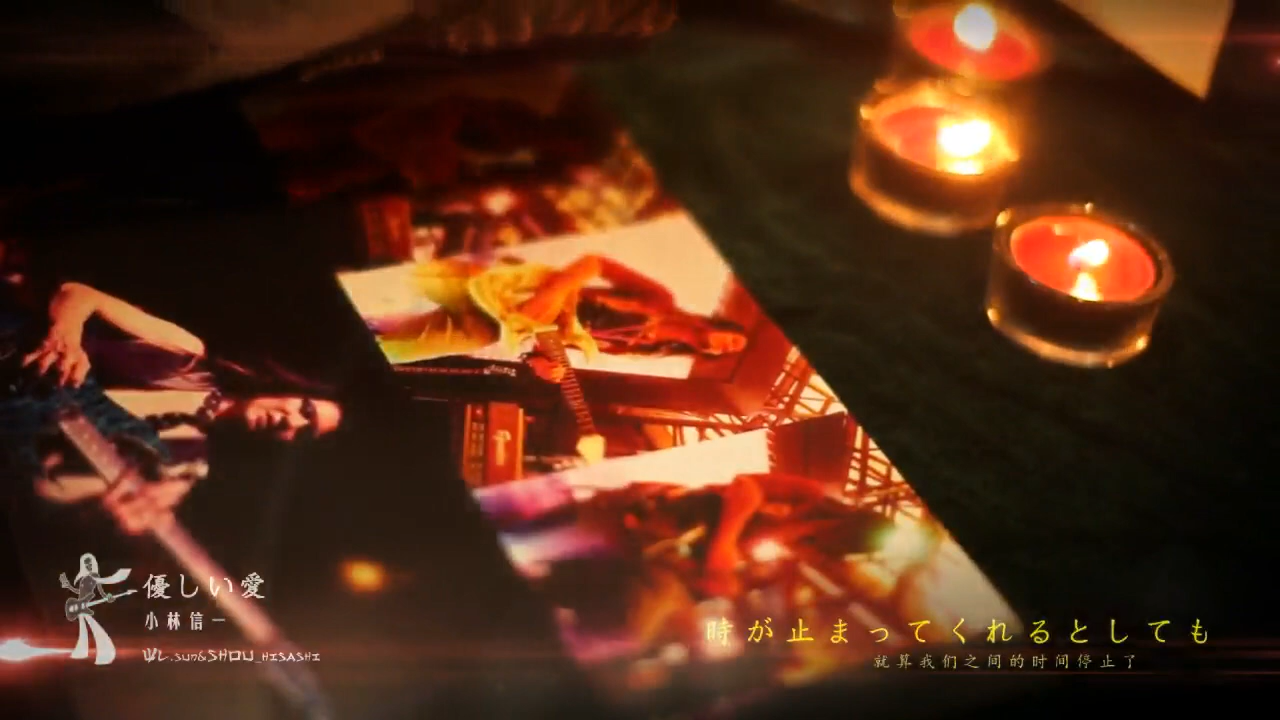 優しい愛
小林信一
WL.sun&SHOU_HISASHI
時が止まってくれるとしても
就算我们之间的时间停止了